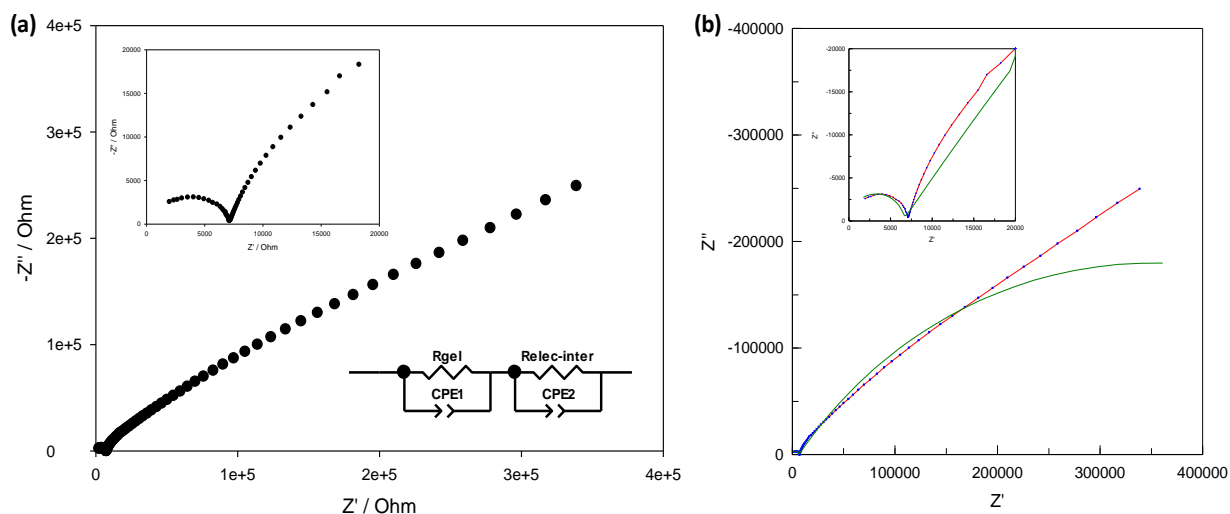 (a)
4e+5
3e+5
2e+5
1e+5
0
-Z'' / Ohm
0
1e+5
2e+5
3e+5
4e+5
Z' / Ohm
20000
15000
10000
5000
0
-Z' / Ohm
0
5000
10000
15000
20000
Z' / Ohm
Rgel
Relec-inter
CPE1
CPE2
(b)
-400000
-300000
-200000
-100000
0
Z''
0
100000
200000
300000
400000
Z'
-20000
-15000
-10000
-5000
0
Z'
0
5000
10000
15000
20000
Z'